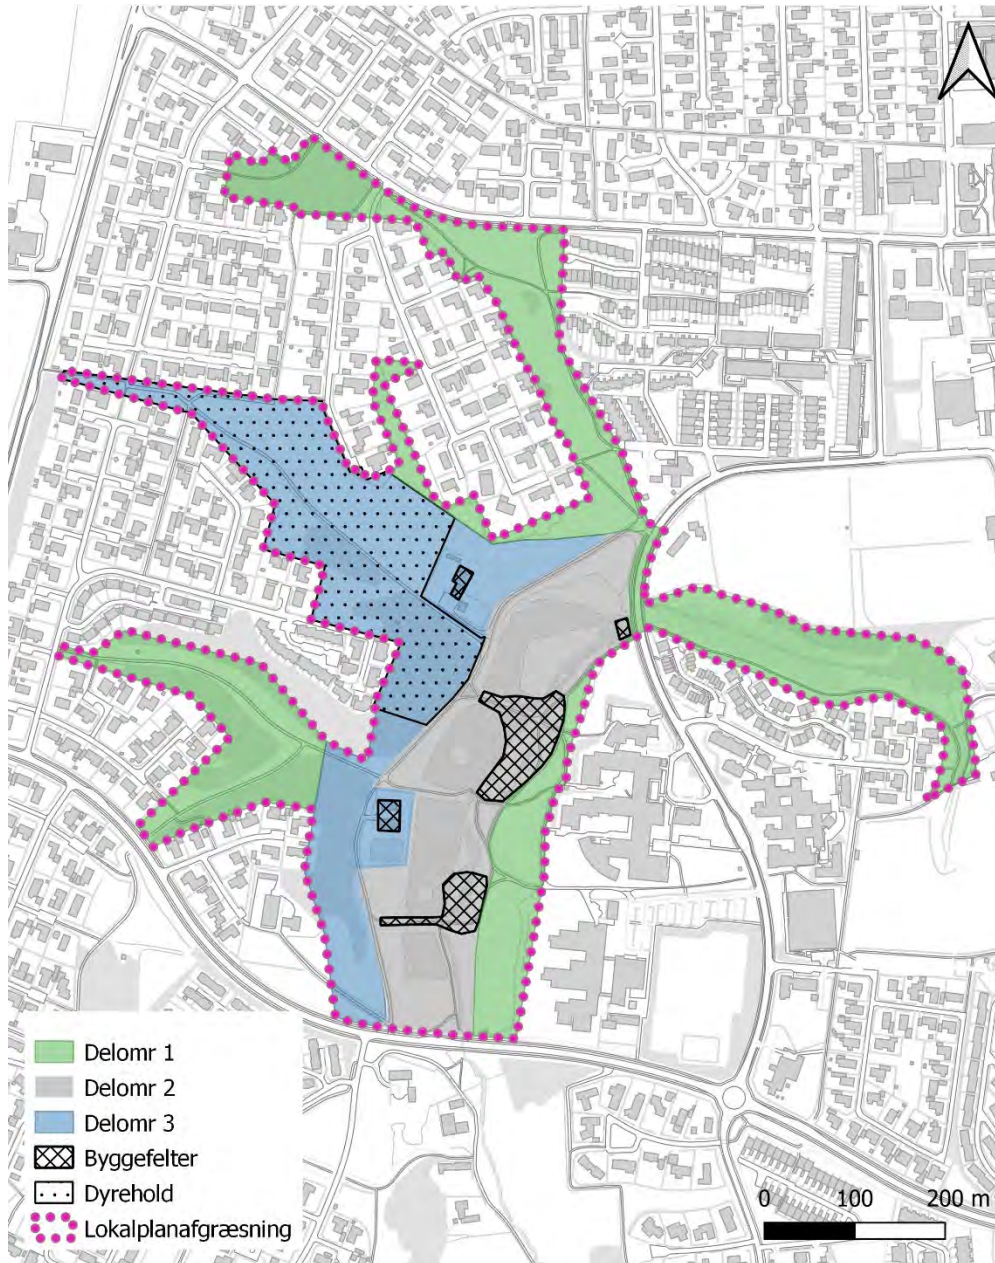 Delomr 1
Delomr 2
Delomr 3
Byggefelter
Dyrehold
Lokalplanafgræsning
0 100 200 m